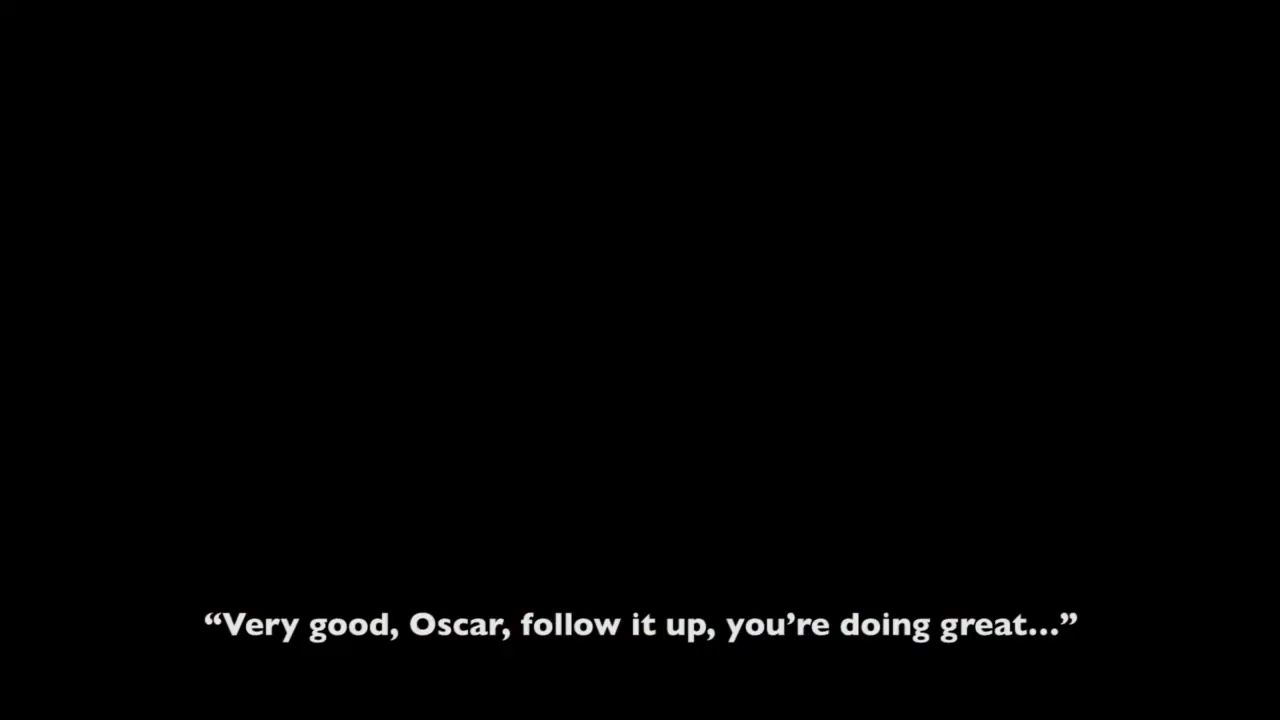 “Very good, Oscar, follow it up, you’re doing great...”